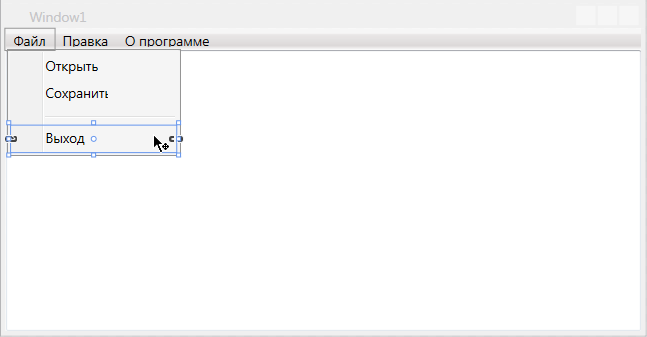 Window1
Файл Правка О программе
Открыть
Сохранить
Выход